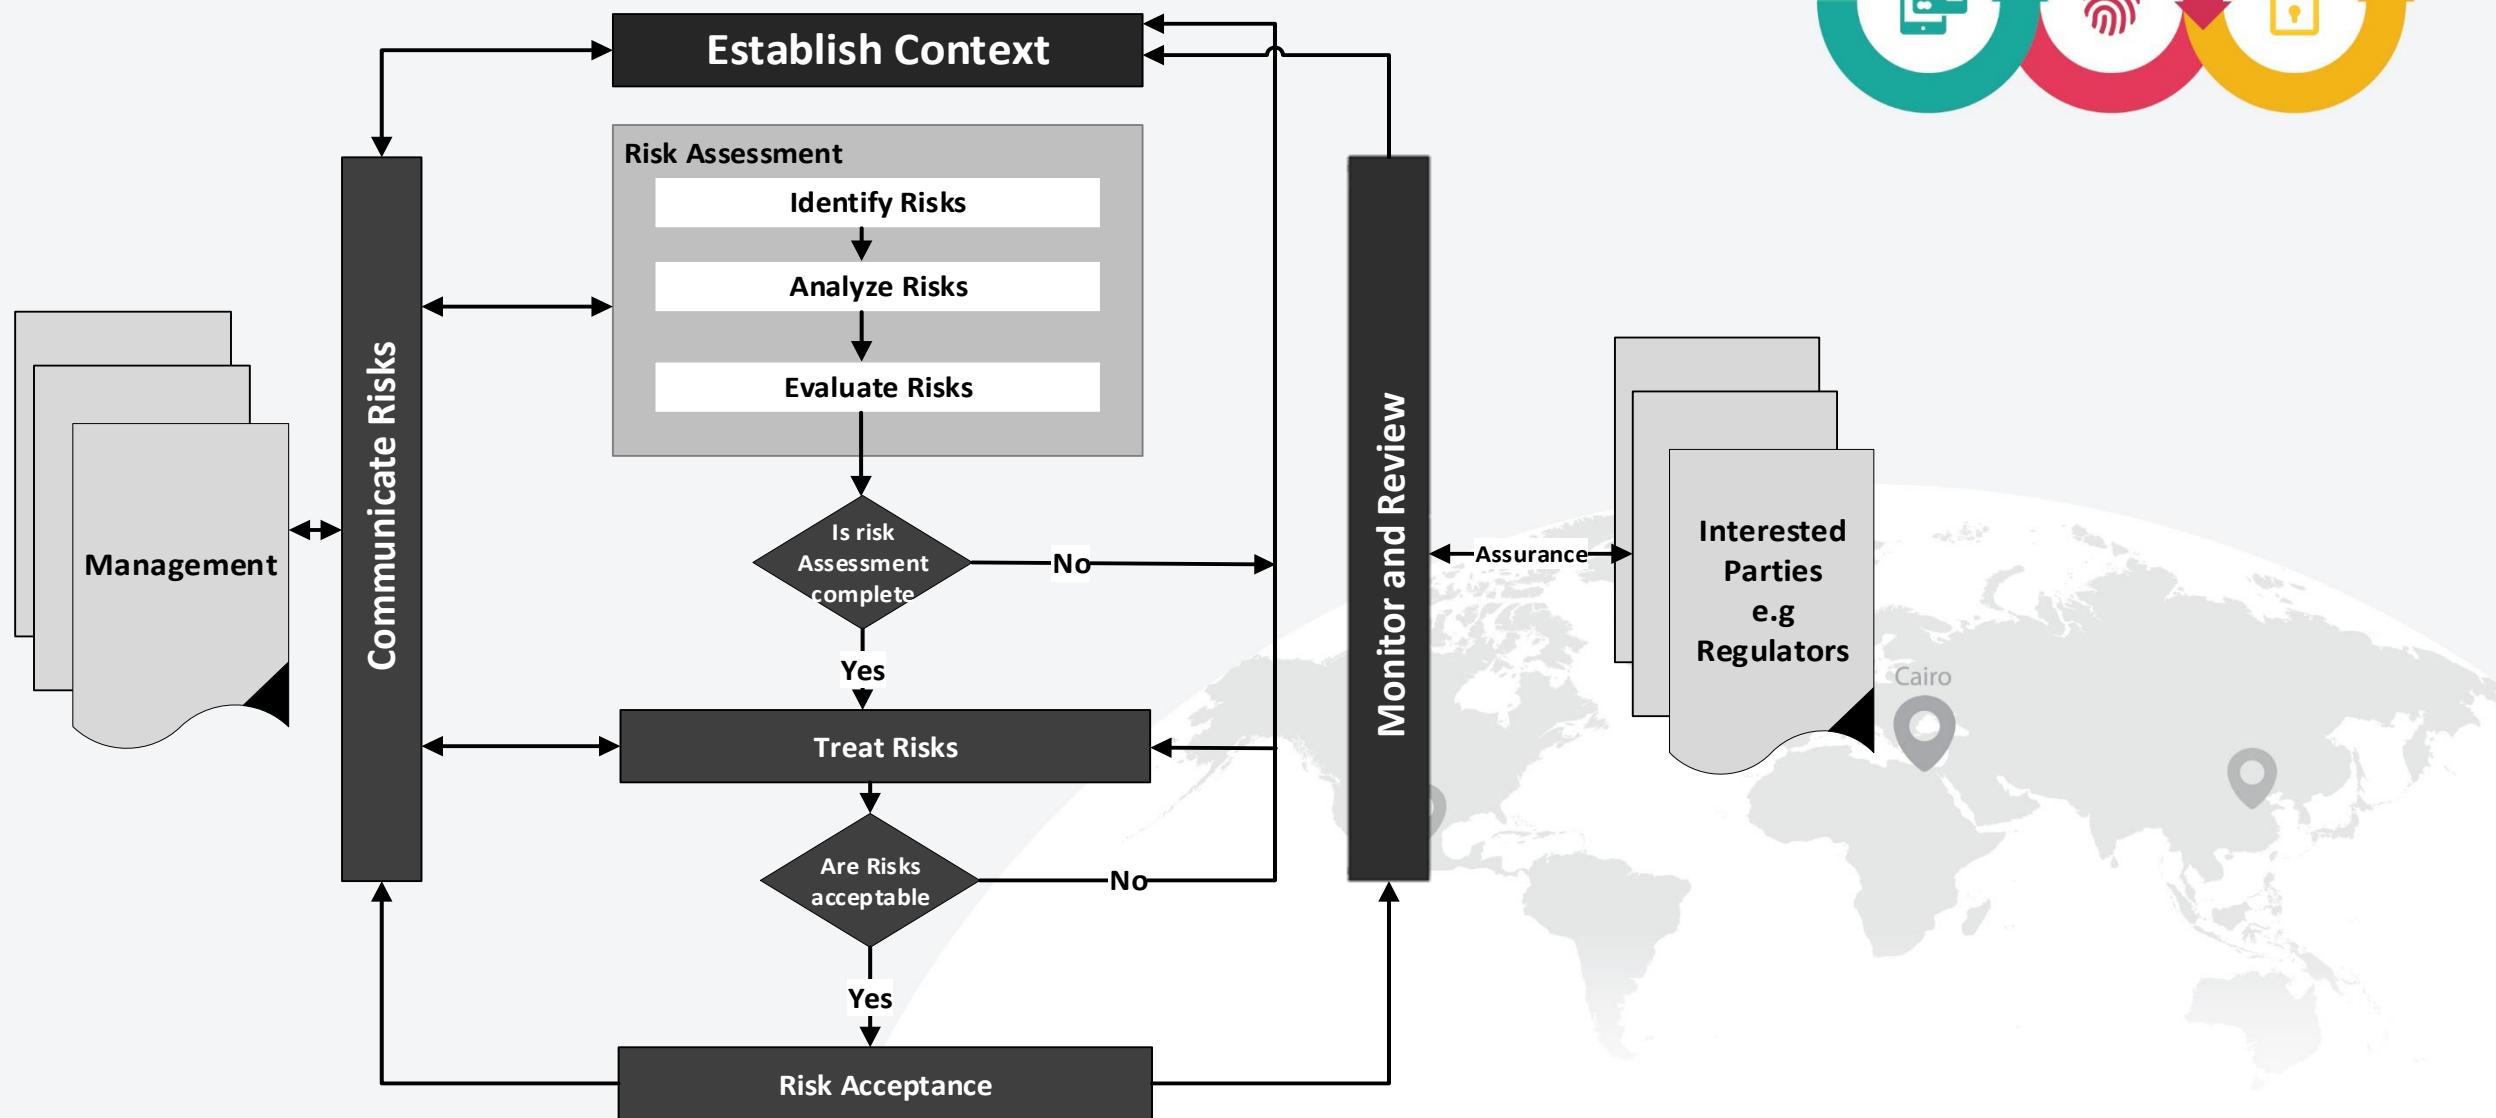 Establish Context
Risk Assessment
Identify Risks
Analyze Risks
Evaluate Risks
Communicate Risks
Management
Is risk
Assessment
complete
No
Yes
Monitor and Review
Assurance
Interested
Parties
e.g
Regulators
Cairo
Treat Risks
Are Risks
acceptable
No
Yes
Risk Acceptance